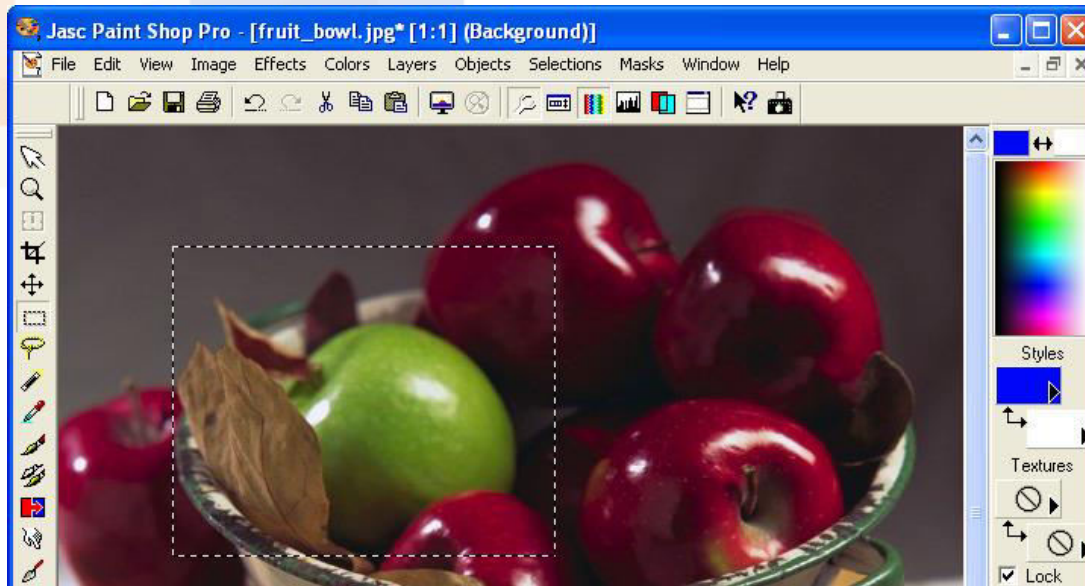 Jasc Paint Shop Pro - [fruit_bowl.jpg* [1:1] (Background)]
File Edit View Image Effects Colors Layers Objects Selections Masks Window Help
Styles
Textures
Lock